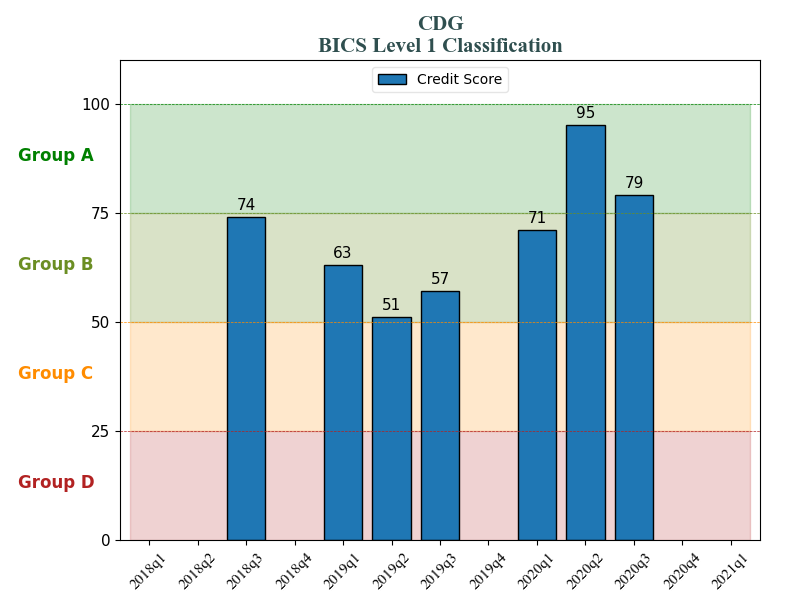 CDG
BICS Level 1 Classification
Credit Score
100
75
50
25
0
Group A
Group B
Group C
Group D
74
63
51
57
71
95
79
2018q1
2018q2
2018q3
2018q4
2019q1
2019q2
2019q3
2019q4
2020q1
2020q2
2020q3
2020q4
2021q1